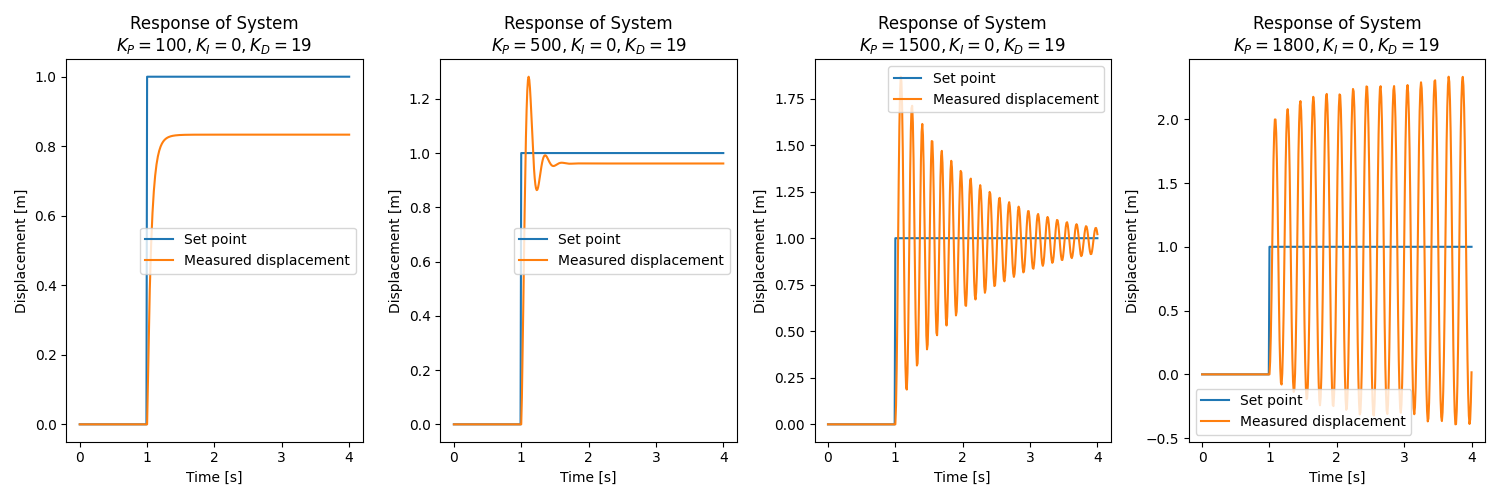 Response of System
$K_P = 100, K_I = 0, K_D = 19$
1.0
0.8
0.6
0.4
0.2
0.0
Displacement [m]
Set point
Measured displacement
0 1 2 3 4
Time [s]
Response of System
$K_P = 500, K_I = 0, K_D = 19$
1.2
1.0
0.8
0.6
0.4
0.2
0.0
Displacement [m]
Set point
Measured displacement
0 1 2 3 4
Time [s]
Response of System
$K_P = 1500, K_I = 0, K_D = 19$
Set point
Measured displacement
1.75
1.50
1.25
1.00
0.75
0.50
0.25
0.00
Displacement [m]
0 1 2 3 4
Time [s]
Response of System
$K_P = 1800, K_I = 0, K_D = 19$
2.0
1.5
1.0
0.5
0.0
−0.5
Displacement [m]
Set point
Measured displacement
0 1 2 3 4
Time [s]